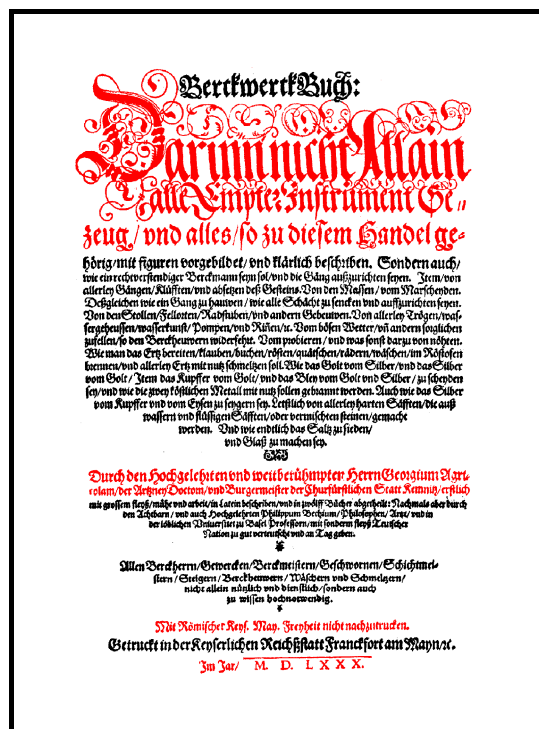 BerckwerckBuch:
Darinn nicht Allain
alle Empter Instrument Ge-
zeug/ vnd alles/ so zu diesem Handel ge-
hörig/ mit figuren vorgebildet/ vnd klärlich beschriben. Sondern auch/
wie ein rechtverstendiger Berckmann seyn sol/ vnd die Gäng außzurichten seyen. Item/ von
allerley Gängen/ Klüfften/ vnd absetzen deß Gesteins. Von den Massen/ vom Marscheyden.
Deßgleichen wie ein Gang zu hauwen/ wie alle Schächt zu sencken vnd auffzurichten seyen.
Von den Stollen/ Felloxten/ Radstuben/ vnd andern Gebeuwen. Von allerley Trögen/ was-
sergeheussen/ wasserkunst/ Pompen/ vnd Riñen/ ꝛc. Vom bösen Wetter/ vñ andern sorglichen
zufellen/ so den Berckheuwern widerfehrt. Vom probieren/ vnd was sonst darzu von nöhten.
Wie man das Ertz bereiten/ klauben/ buchen/ rösten/ quätschen/ rädern/ wäschen/ im Röstofen
brennen/ vnd allerley Ertz mit nutz schmeltzen soll. Wie das Golt vom Silber/ vnd das Silber
vom Golt/ Item das Kupffer vom Golt/ vnd das Bley vom Golt vnd Silber/ zu scheyden
sey/ vnd wie die zwey köstlichen Metall mit nutz sollen gebrannt werden. Auch wie das Silber
vom Kupffer vnd vom Eysen zu seygern sey. Letstlich von allerley harten Säfften/ die auß
wassern vnd flüssigen Säfften/ oder vermischten steinen/ gemacht
werden. Vnd wie endtlich das Saltz zu sieden/
vnd Glaß zu machen sey.
Durch den Hochgelehrten vnd weitberühmpten Herrn Georgium Agri-
colam/ der Artzney Doctorn/ vnd Burgermeister der Churfürstlichen Statt Kemnitz/ erstlich
mit grossem fleyß/ mühe vnd arbeit/ in Latein beschriben/ vnd in zwölff Bücher abgetheilt: Nachmals aber durch
den Achtbarn/ vnd auch Hochgelehrten Philippum Bechium/ Philosophen/ Artzt/ vnd in
der löblichen Vniuersitet zu Basel Professorn/ mit sonderm fleyß Teutscher
Nation zu gut verteutscht vnd an Tag geben.
Allen Berckherrn/ Gewercken/ Berckmeistern/ Geschwornen/ Schichtmei-
stern/ Steigern/ Berckheuwern/ Wäschern vnd Schmeltzern/
nicht allein nützlich vnd dienstlich/ sondern auch
zu wissen hochnotwendig.
Mit Römischer Keys. May. Freyheit nicht nachzutrucken.
Getruckt in der Keyserlichen Reichßstatt Franckfort am Mayn/ ꝛc.
Im Jar/ M. D. LXXX.